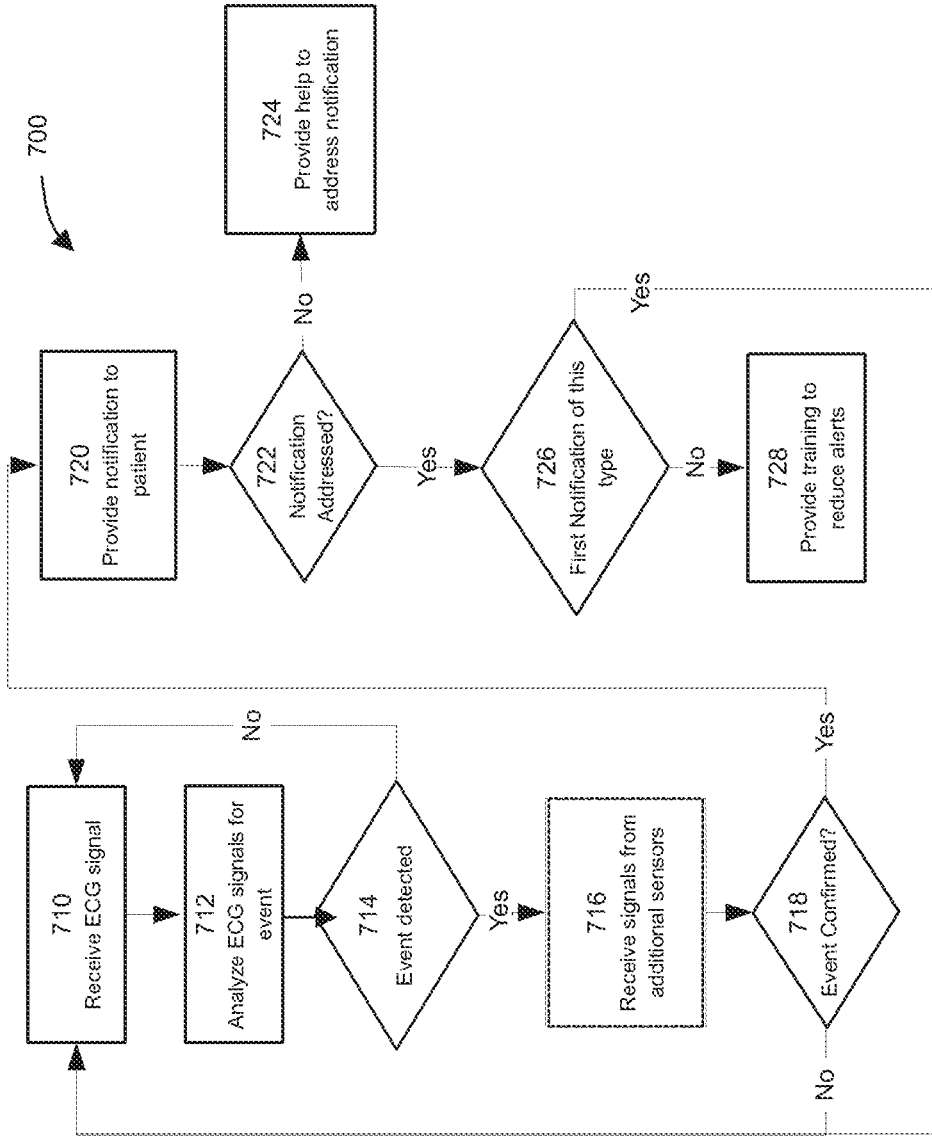 700
710
Receive ECG signal
712
Analyze ECG signals for
event
714
Event detected
No
Yes
716
Receive signals from
additional sensors
718
Event Confirmed?
No
Yes
720
Provide notification to
patient
722
Notification
Addressed?
No
724
Provide help to
address notification
Yes
726
First Notification of this
type
Yes
No
728
Provide training to
reduce alerts